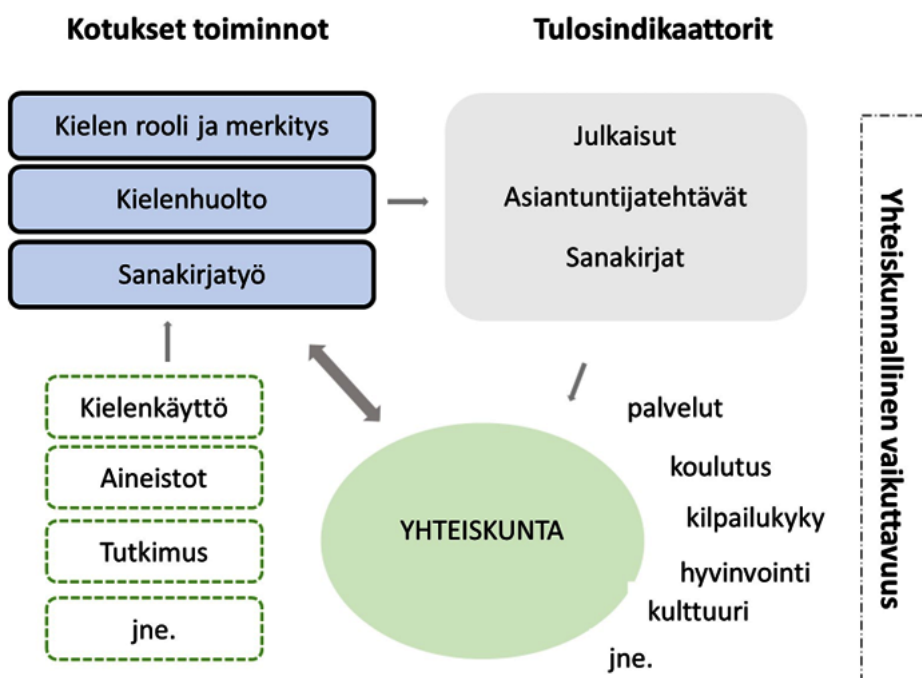 Kotukset toiminnot
Tulosindikaattorit
Kielen rooli ja merkitys
Kielenhuolto
Sanakirjatyö
Julkaisut
Asiantuntijatehtävät
Sanakirjat
Kielenkäyttö
Aineistot
Tutkimus
jne.
YHTEISKUNTA
palvelut
koulutus
kilpailukyky
hyvinvointi
kulttuuri
jne.
Yhteiskunnallinen vaikuttavuus